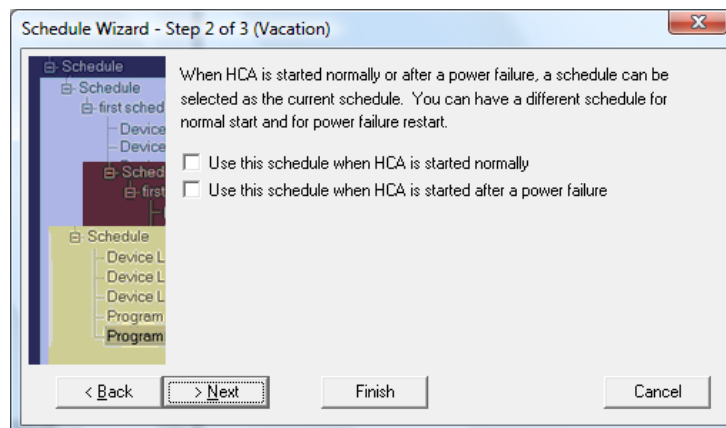 Schedule Wizard - Step 2 of 3 (Vacation)
Schedule
Schedule
first sched
Device
Device
Sched
first
Schedule
Device L
Device L
Device L
Program
Program
When HCA is started normally or after a power failure, a schedule can be
selected as the current schedule. You can have a different schedule for
normal start and for power failure restart.
Use this schedule when HCA is started normally
Use this schedule when HCA is started after a power failure
< Back
> Next
Finish
Cancel